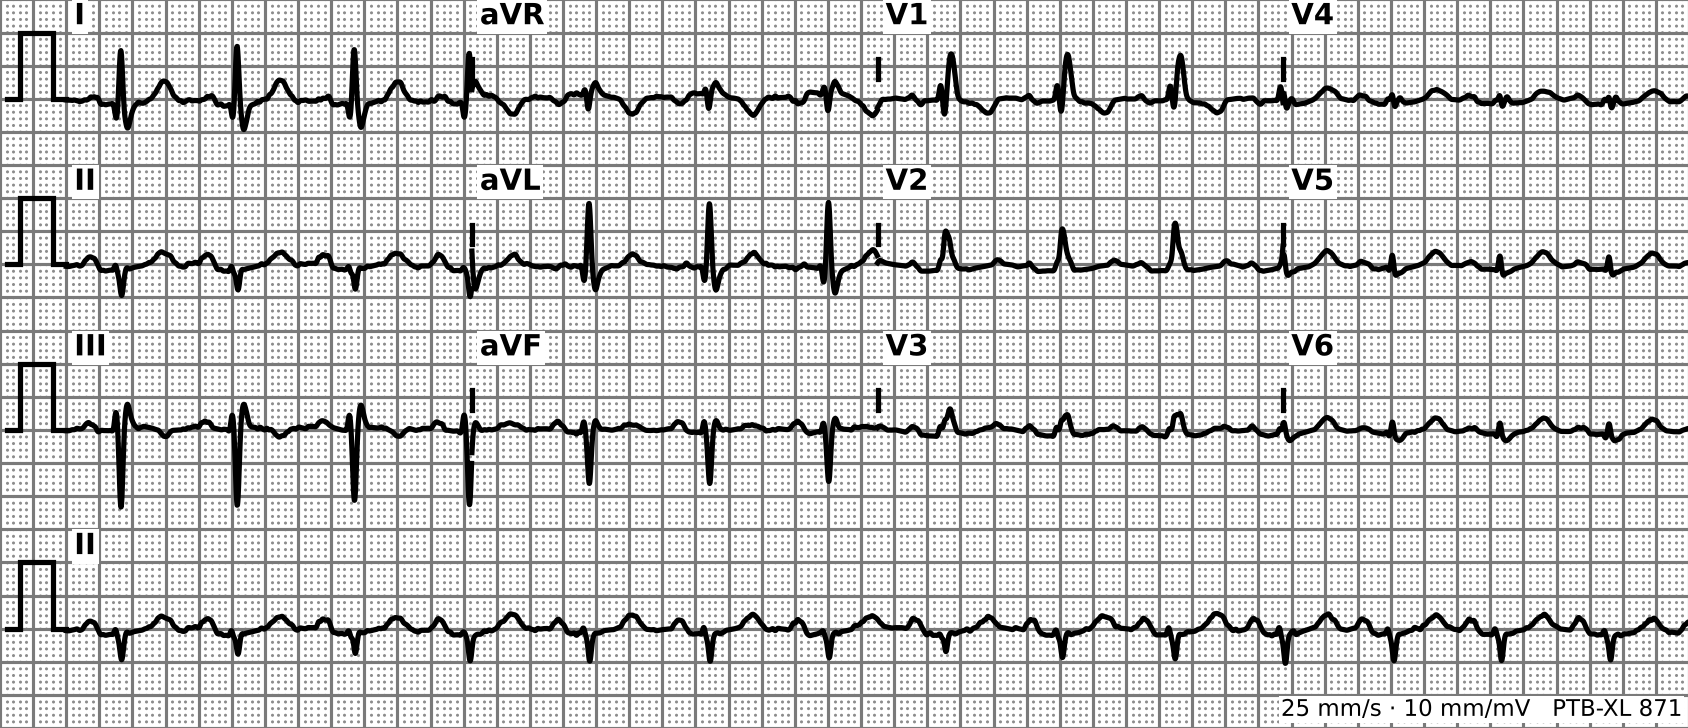 I aVR V1 V4
II aVL V2 V5
III aVF V3 V6
II
25 mm/s · 10 mm/mV PTB-XL 871